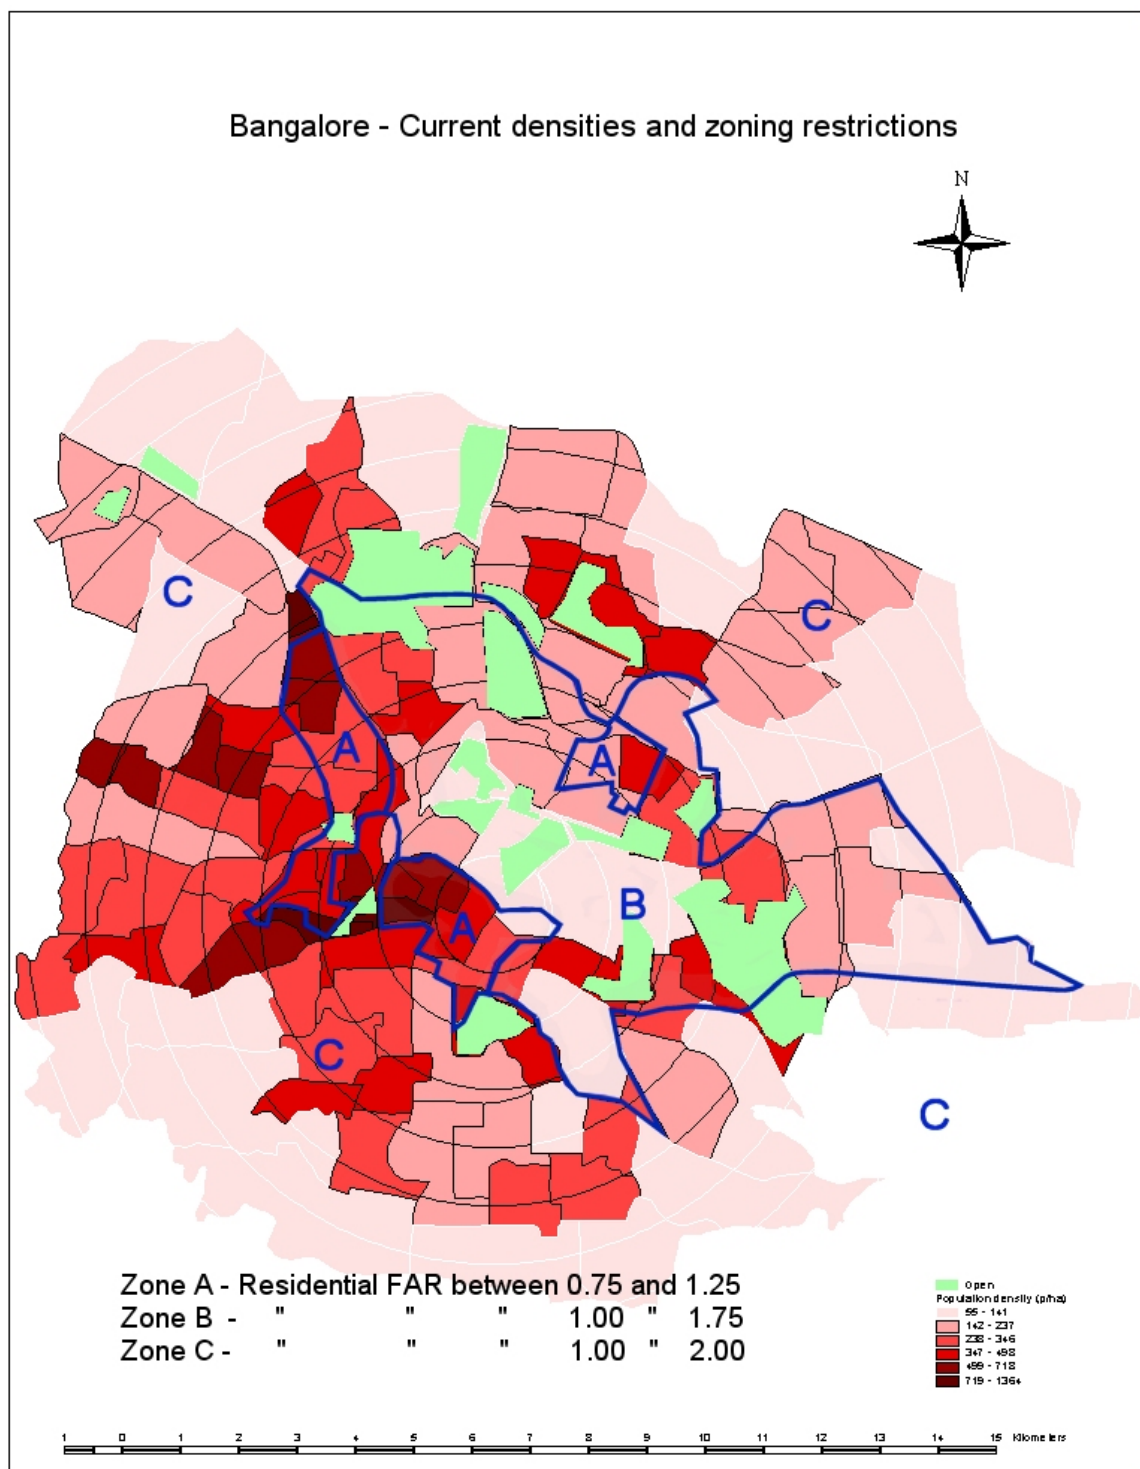 Bangalore - Current densities and zoning restrictions
N
C
C
A
A
B
A
C
C
Zone A - Residential FAR between 0.75 and 1.25
Zone B - " " " 1.00 " 1.75
Zone C - " " " 1.00 " 2.00
Open
Population density (p/ha)
55 - 141
142 - 237
238 - 346
347 - 498
499 - 718
719 - 1364
1 0 1 2 3 4 5 6 7 8 9 10 11 12 13 14 15 Kilometers